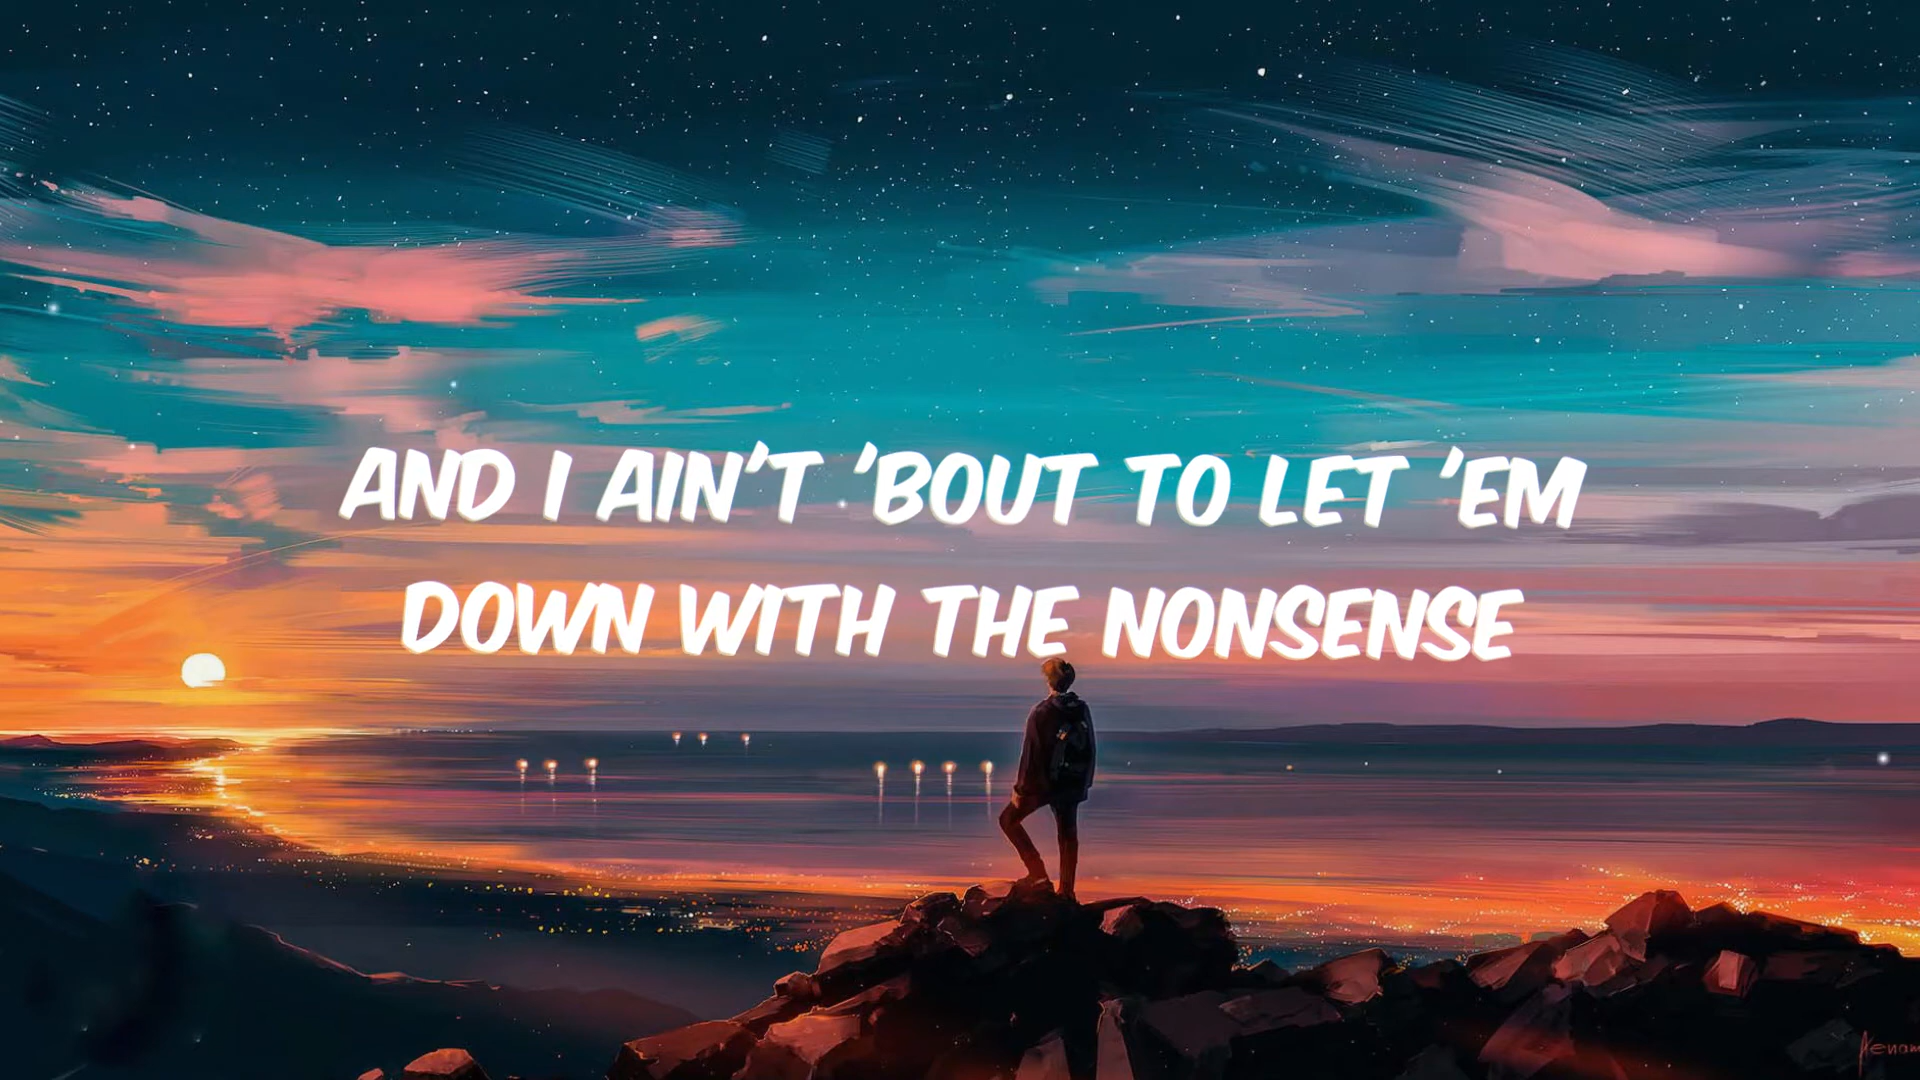 AND I AIN'T 'BOUT TO LET 'EM
DOWN WITH THE NONSENSE